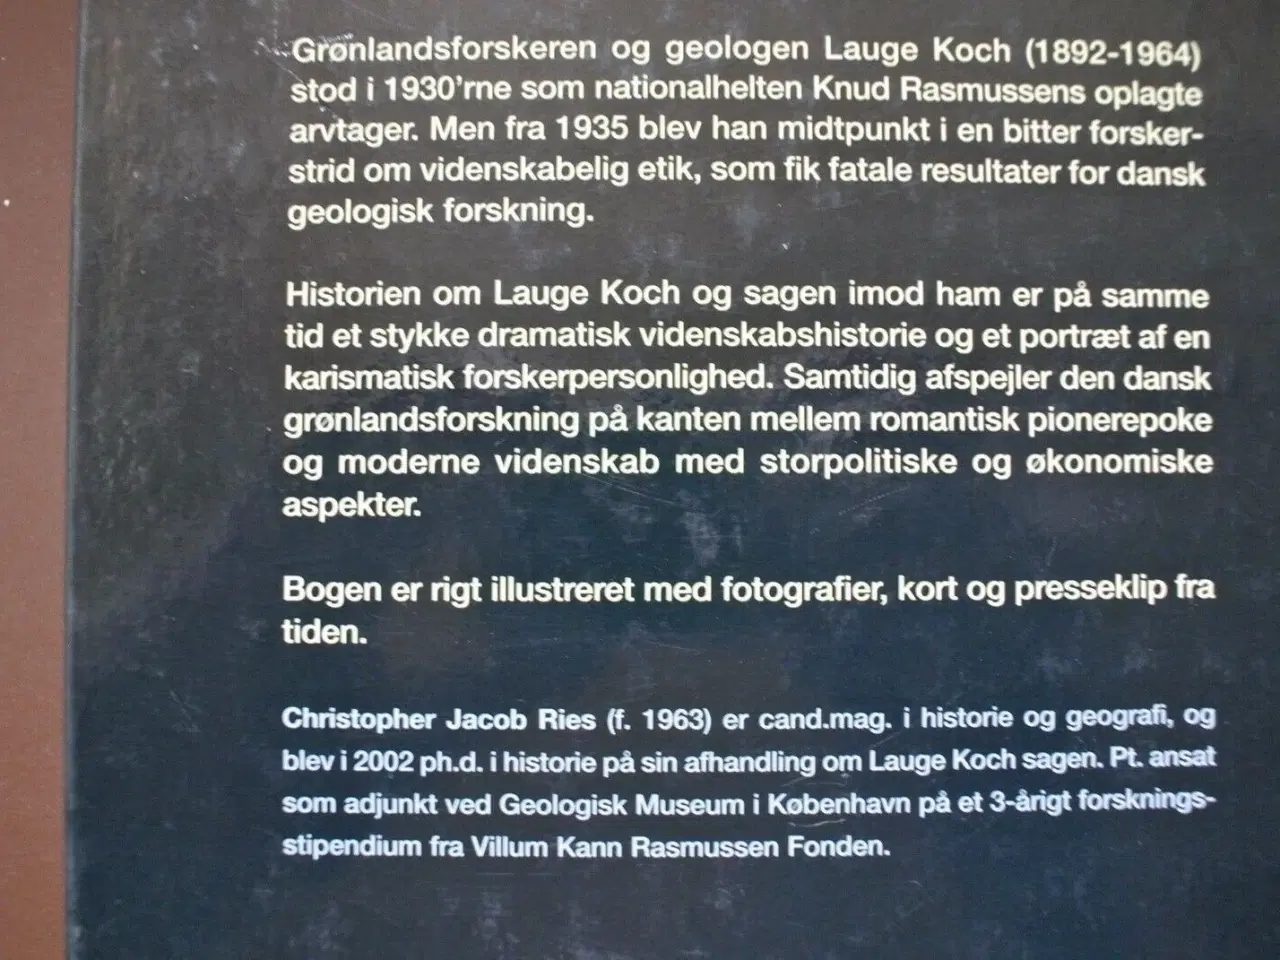 Grønlandsforskeren og geologen Lauge Koch (1892-1964)
stod i 1930'rne som nationalhelten Knud Rasmussens oplagte
arvtager. Men fra 1935 blev han midtpunkt i en bitter forsker-
strid om videnskabelig etik, som fik fatale resultater for dansk
geologisk forskning.
Historien om Lauge Koch og sagen imod ham er på samme
tid et stykke dramatisk videnskabshistorie og et portræt af en
karismatisk forskerpersonlighed. Samtidig afspejler den dansk
grønlandsforskning på kanten mellem romantisk pionerepoke
og moderne videnskab med storpolitiske og økonomiske
aspekter.
Bogen er rigt illustreret med fotografier, kort og presseklip fra
tiden.
Christopher Jacob Ries (f. 1963) er cand.mag. i historie og geografi, og
blev i 2002 ph.d. i historie på sin afhandling om Lauge Koch sagen. Pt. ansat
som adjunkt ved Geologisk Museum i København på et 3-årigt forsknings-
stipendium fra Villum Kann Rasmussen Fonden.